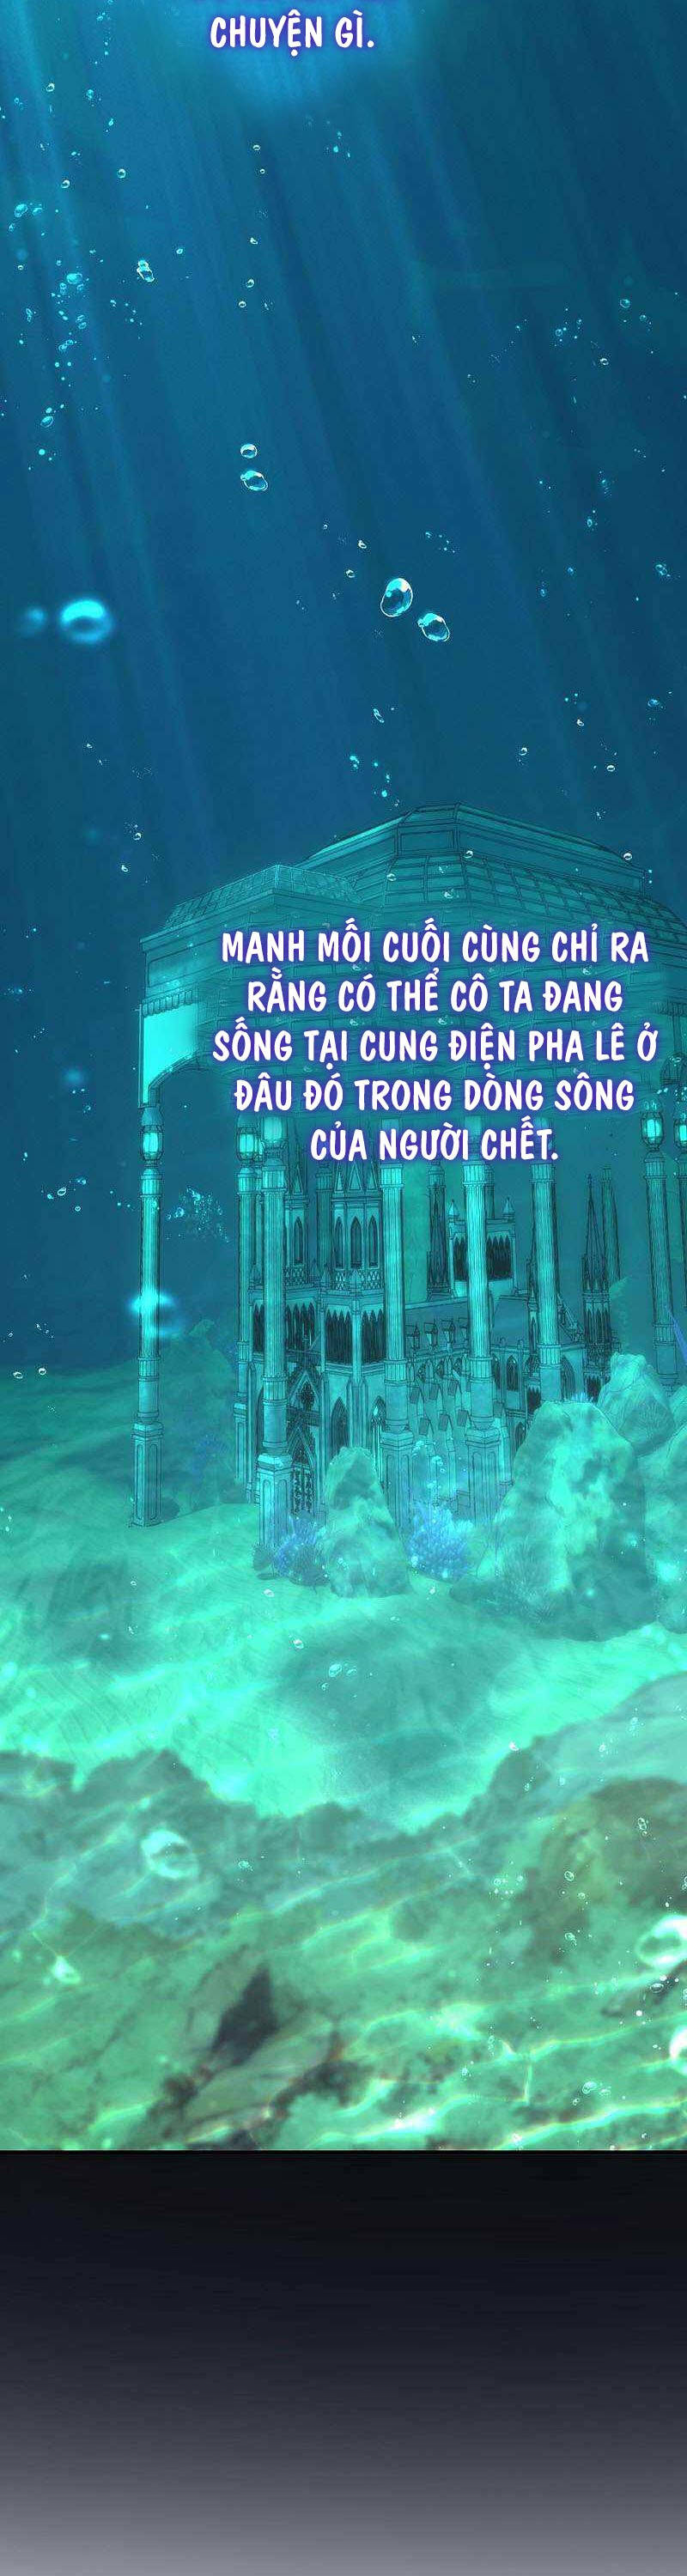 CHUYỆN GÌ.
MANH MỐI CUỐI CÙNG CHỈ RA
RẰNG CÓ THỂ CÔ TA ĐANG
SỐNG TẠI CUNG ĐIỆN PHA LÊ Ở
ĐÂU ĐÓ TRONG DÒNG SÔNG
CỦA NGƯỜI CHẾT.